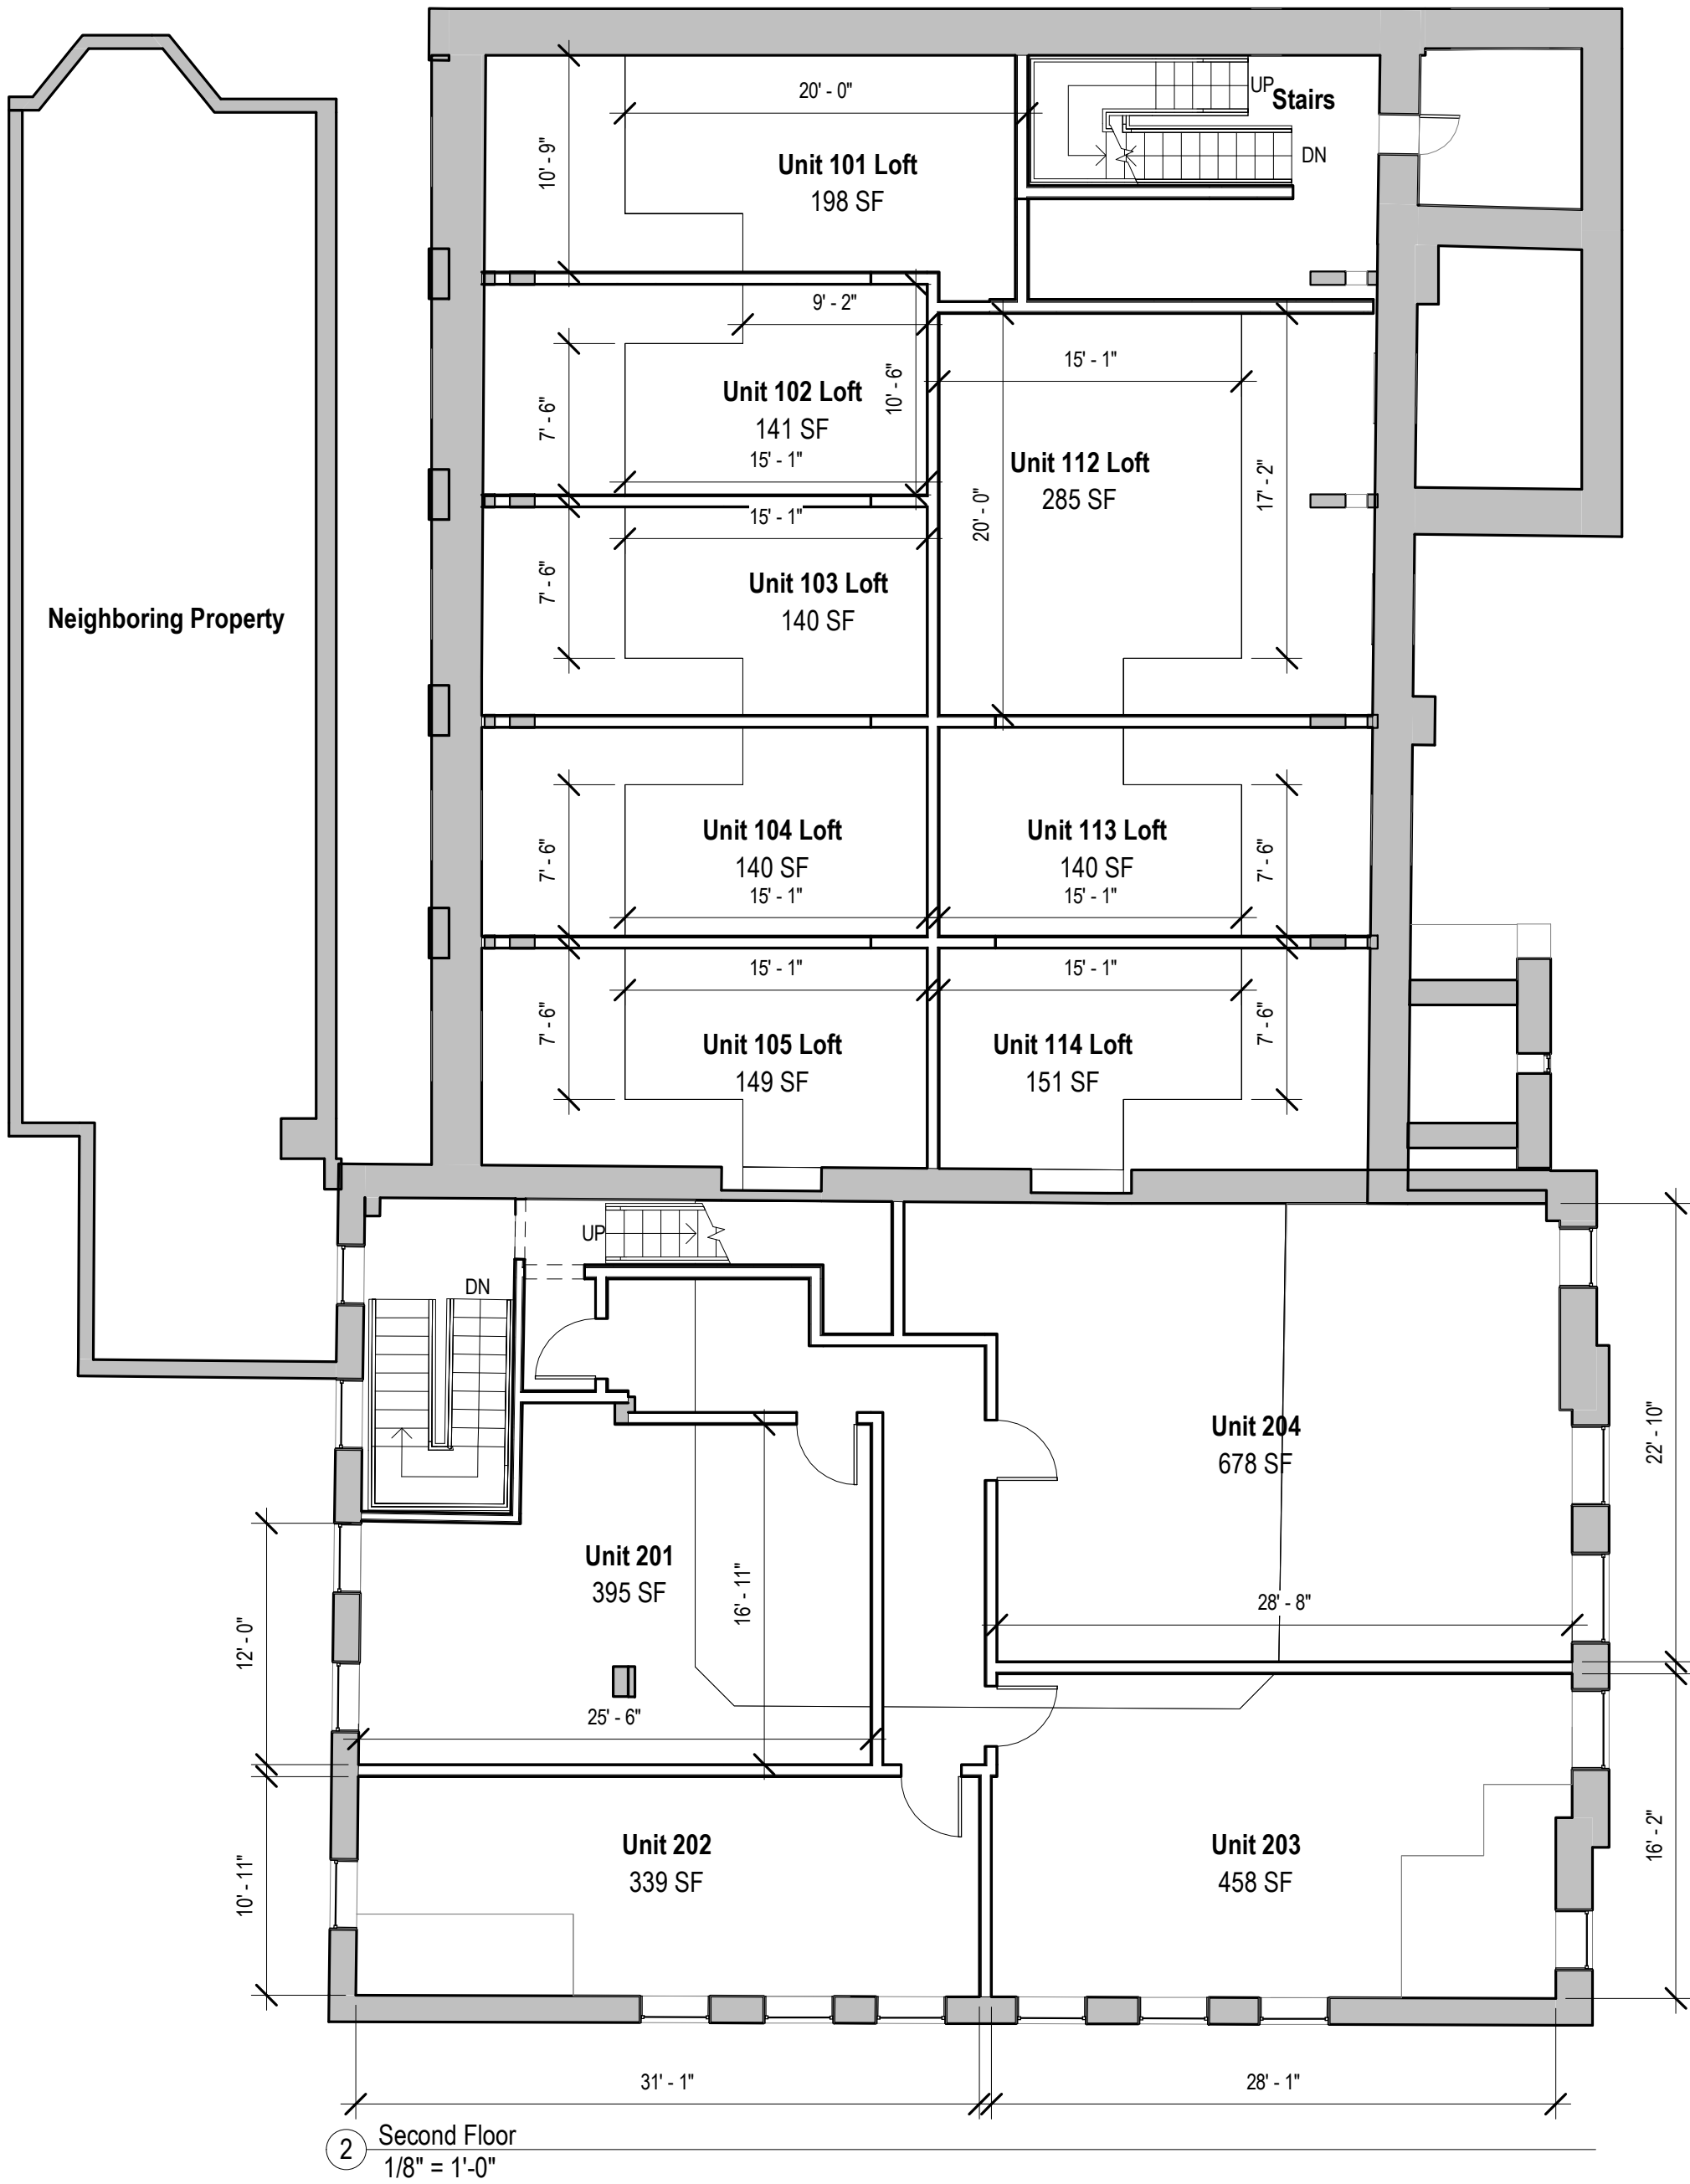 20' - 0"
UP
Stairs
DN
10' - 9"
Unit 101 Loft
198 SF
9' - 2"
15' - 1"
10' - 6"
Unit 102 Loft
141 SF
7' - 6"
15' - 1"
Unit 112 Loft
285 SF
17' - 2"
20' - 0"
15' - 1"
7' - 6"
Unit 103 Loft
140 SF
Neighboring Property
Unit 104 Loft
140 SF
15' - 1"
7' - 6"
Unit 113 Loft
140 SF
15' - 1"
7' - 6"
15' - 1"
15' - 1"
7' - 6"
Unit 105 Loft
149 SF
Unit 114 Loft
151 SF
7' - 6"
UP
DN
Unit 204
678 SF
22' - 10"
Unit 201
395 SF
16' - 11"
28' - 8"
12' - 0"
25' - 6"
Unit 202
339 SF
Unit 203
458 SF
16' - 2"
10' - 11"
31' - 1"
28' - 1"
2
Second Floor
1/8" = 1'-0"